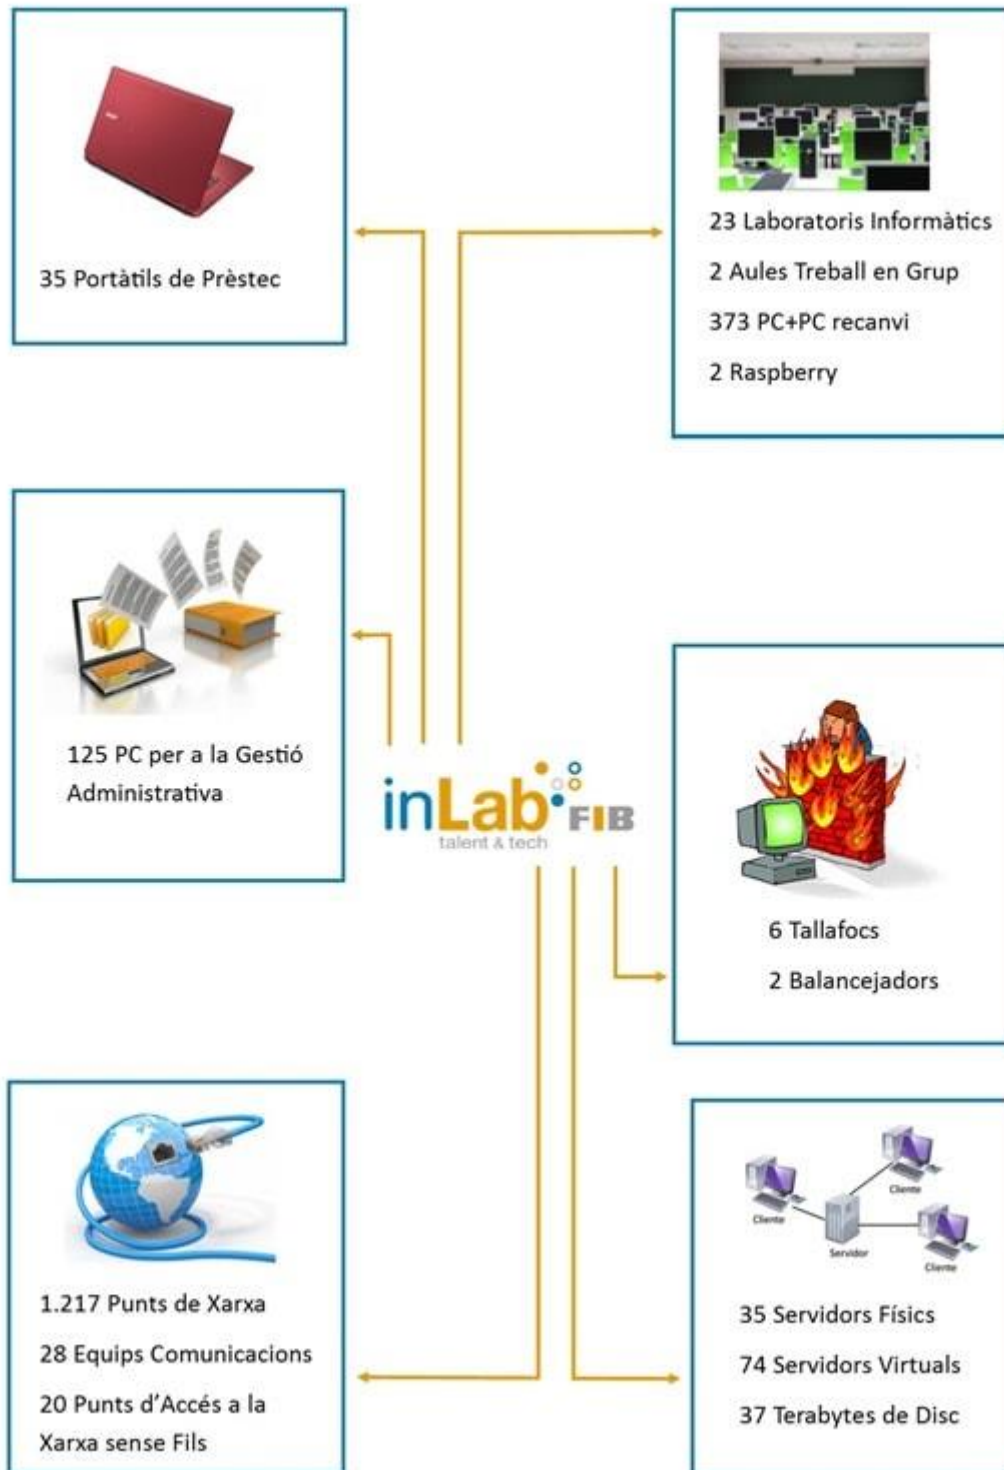 35 Portàtils de Prèstec
23 Laboratoris Informàtics
2 Aules Treball en Grup
373 PC+PC recanvi
2 Raspberry
125 PC per a la Gestió
Administrativa
inLab FIB
talent & tech
6 Tallafocs
2 Balancejadors
1.217 Punts de Xarxa
28 Equips Comunicacions
20 Punts d'Accés a la
Xarxa sense Fils
Cliente
Cliente
Servidor
Cliente
35 Servidors Físics
74 Servidors Virtuals
37 Terabytes de Disc